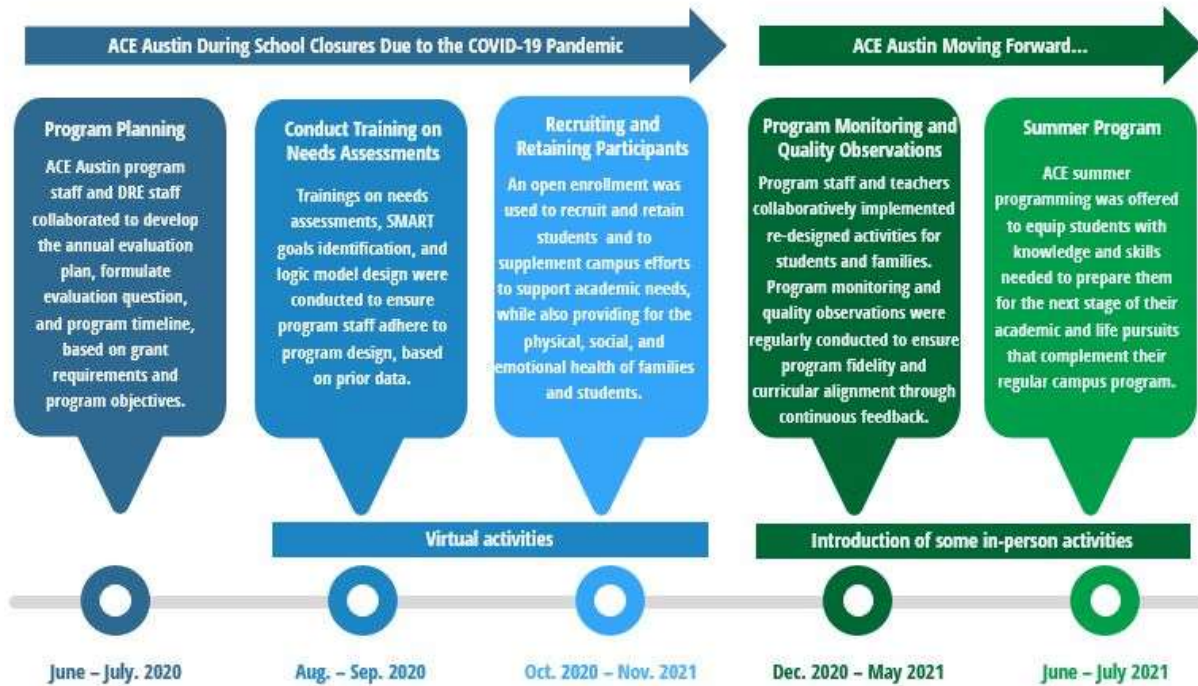 ACE Austin During School Closures Due to the COVID-19 Pandemic
ACE Austin Moving Forward...
Program Planning
ACE Austin program
staff and DRE staff
collaborated to develop
the annual evaluation
plan, formulate
evaluation question,
and program timeline,
based on grant
requirements and
program objectives.
Conduct Training on
Needs Assessments
Trainings on needs
assessments, SMART
goals identification, and
logic model design were
conducted to ensure
program staff adhere to
program design, based
on prior data.
Recruiting and
Retaining Participants
An open enrollment was
used to recruit and retain
students and to
supplement campus efforts
to support academic needs,
while also providing for the
physical, social, and
emotional health of families
and students.
Program Monitoring and
Quality Observations
Program staff and teachers
collaboratively implemented
re-designed activities for
students and families.
Program monitoring and
quality observations were
regularly conducted to ensure
program fidelity and
curricular alignment through
continuous feedback.
Summer Program
ACE summer
programming was offered
to equip students with
knowledge and skills
needed to prepare them
for the next stage of their
academic and life pursuits
that complement their
regular campus program.
Virtual activities
Introduction of some in-person activities
June – July. 2020
Aug. – Sep. 2020
Oct. 2020 – Nov. 2021
Dec. 2020 – May 2021
June – July 2021